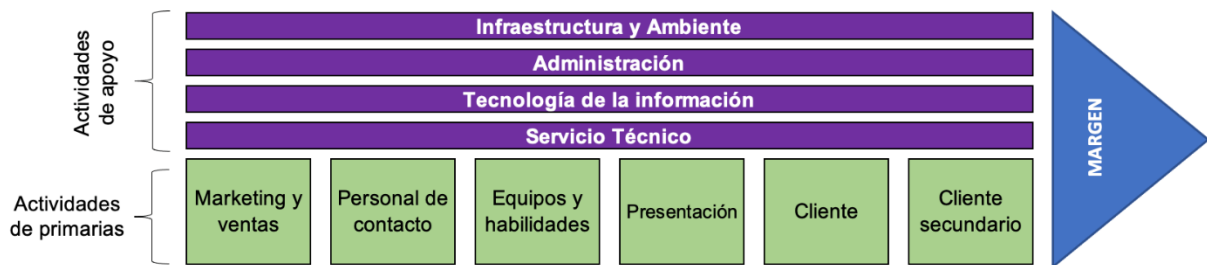 Actividades
de apoyo
Infraestructura y Ambiente
Administración
Tecnología de la información
Servicio Técnico
Actividades
de primarias
Marketing y
ventas
Personal de
contacto
Equipos y
habilidades
Presentación
Cliente
Cliente
secundario
MARGEN